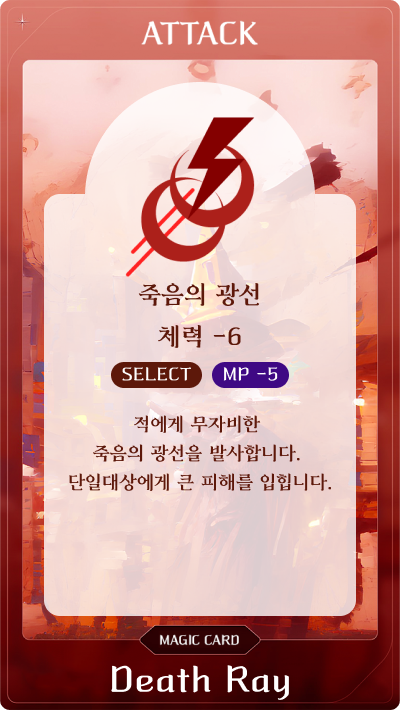 ATTACK
죽음의 광선
체력 -6
SELECT MP -5
적에게 무자비한
죽음의 광선을 발사합니다.
단일대상에게 큰 피해를 입힙니다.
MAGIC CARD
Death Ray